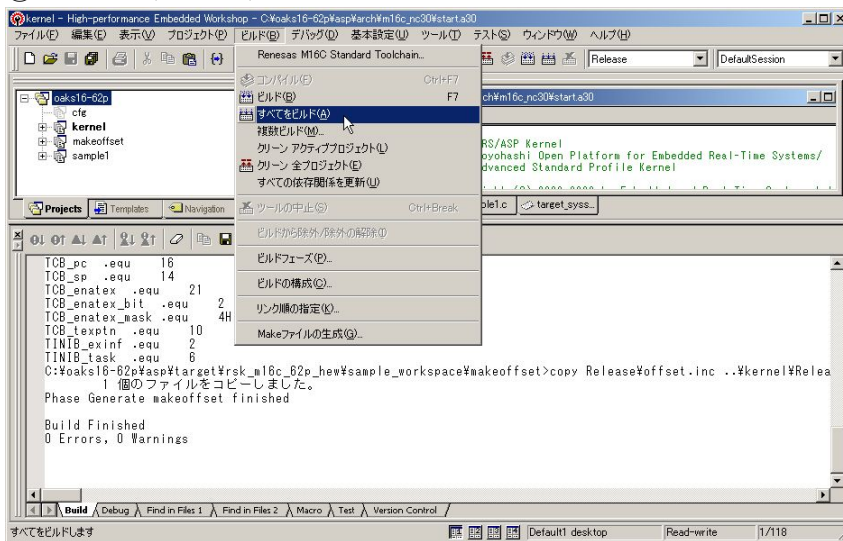 kernel - High-performance Embedded Workshop - C:¥oaks16-62p¥asp¥arch¥m16c_nc30¥start.a30
ファイル(F) 編集(E) 表示(V) プロジェクト(P) ビルド(B) デバッグ(D) 基本設定(U) ツール(T) テスト(S) ウィンドウ(W) ヘルプ(H)
Release DefaultSession
Renesas M16C Standard Toolchain...
コンパイル(F) Ctrl+F7
ビルド(B) F7
すべてをビルド(A)
複数ビルド(M)...
クリーン アクティブプロジェクト(L)
クリーン 全プロジェクト(E)
すべての依存関係を更新(U)
ツールの中止(S) Ctrl+Break
ビルドから除外/除外の解除(I)
ビルドフェーズ(P)...
ビルドの構成(C)...
リンク順の指定(K)...
Makeファイルの生成(G)...
oaks16-62p
cfg
kernel
makeoffset
sample1
Projects Templates Navigation
ch¥m16c_nc30¥start.a30
RS/ASP Kernel
oyohashi Open Platform for Embedded Real-Time Systems/
dvanced Standard Profile Kernel
ple1.c target_syss...
TCB_pc .equ 16
TCB_sp .equ 14
TCB_enatex .equ 21
TCB_enatex_bit .equ 2
TCB_enatex_mask .equ 4H
TCB_texptn .equ 10
TINIB_exinf .equ 2
TINIB_task .equ 6
C:¥oaks16-62p¥asp¥target¥rsk_m16c_62p_hew¥sample_workspace¥makeoffset>copy Release¥offset.inc ..¥kernel¥Relea
1 個のファイルをコピーしました。
Phase Generate makeoffset finished
Build Finished
0 Errors, 0 Warnings
Build Debug Find in Files 1 Find in Files 2 Macro Test Version Control
すべてをビルドします Default1 desktop Read-write 1/118